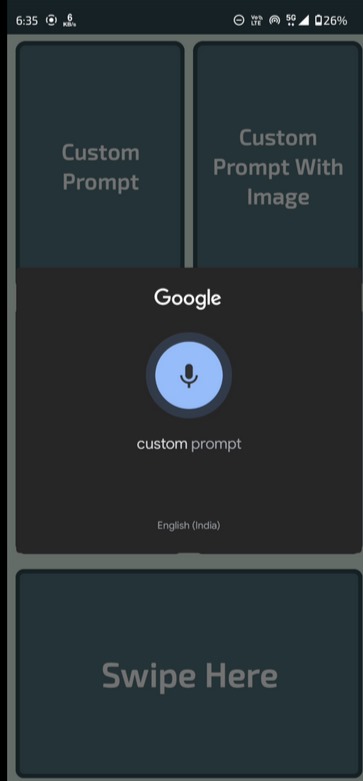 6:35 6 KB/s Vo LTE 5G 26%
Custom
Prompt
Custom
Prompt With
Image
Google
custom prompt
English (India)
Swipe Here